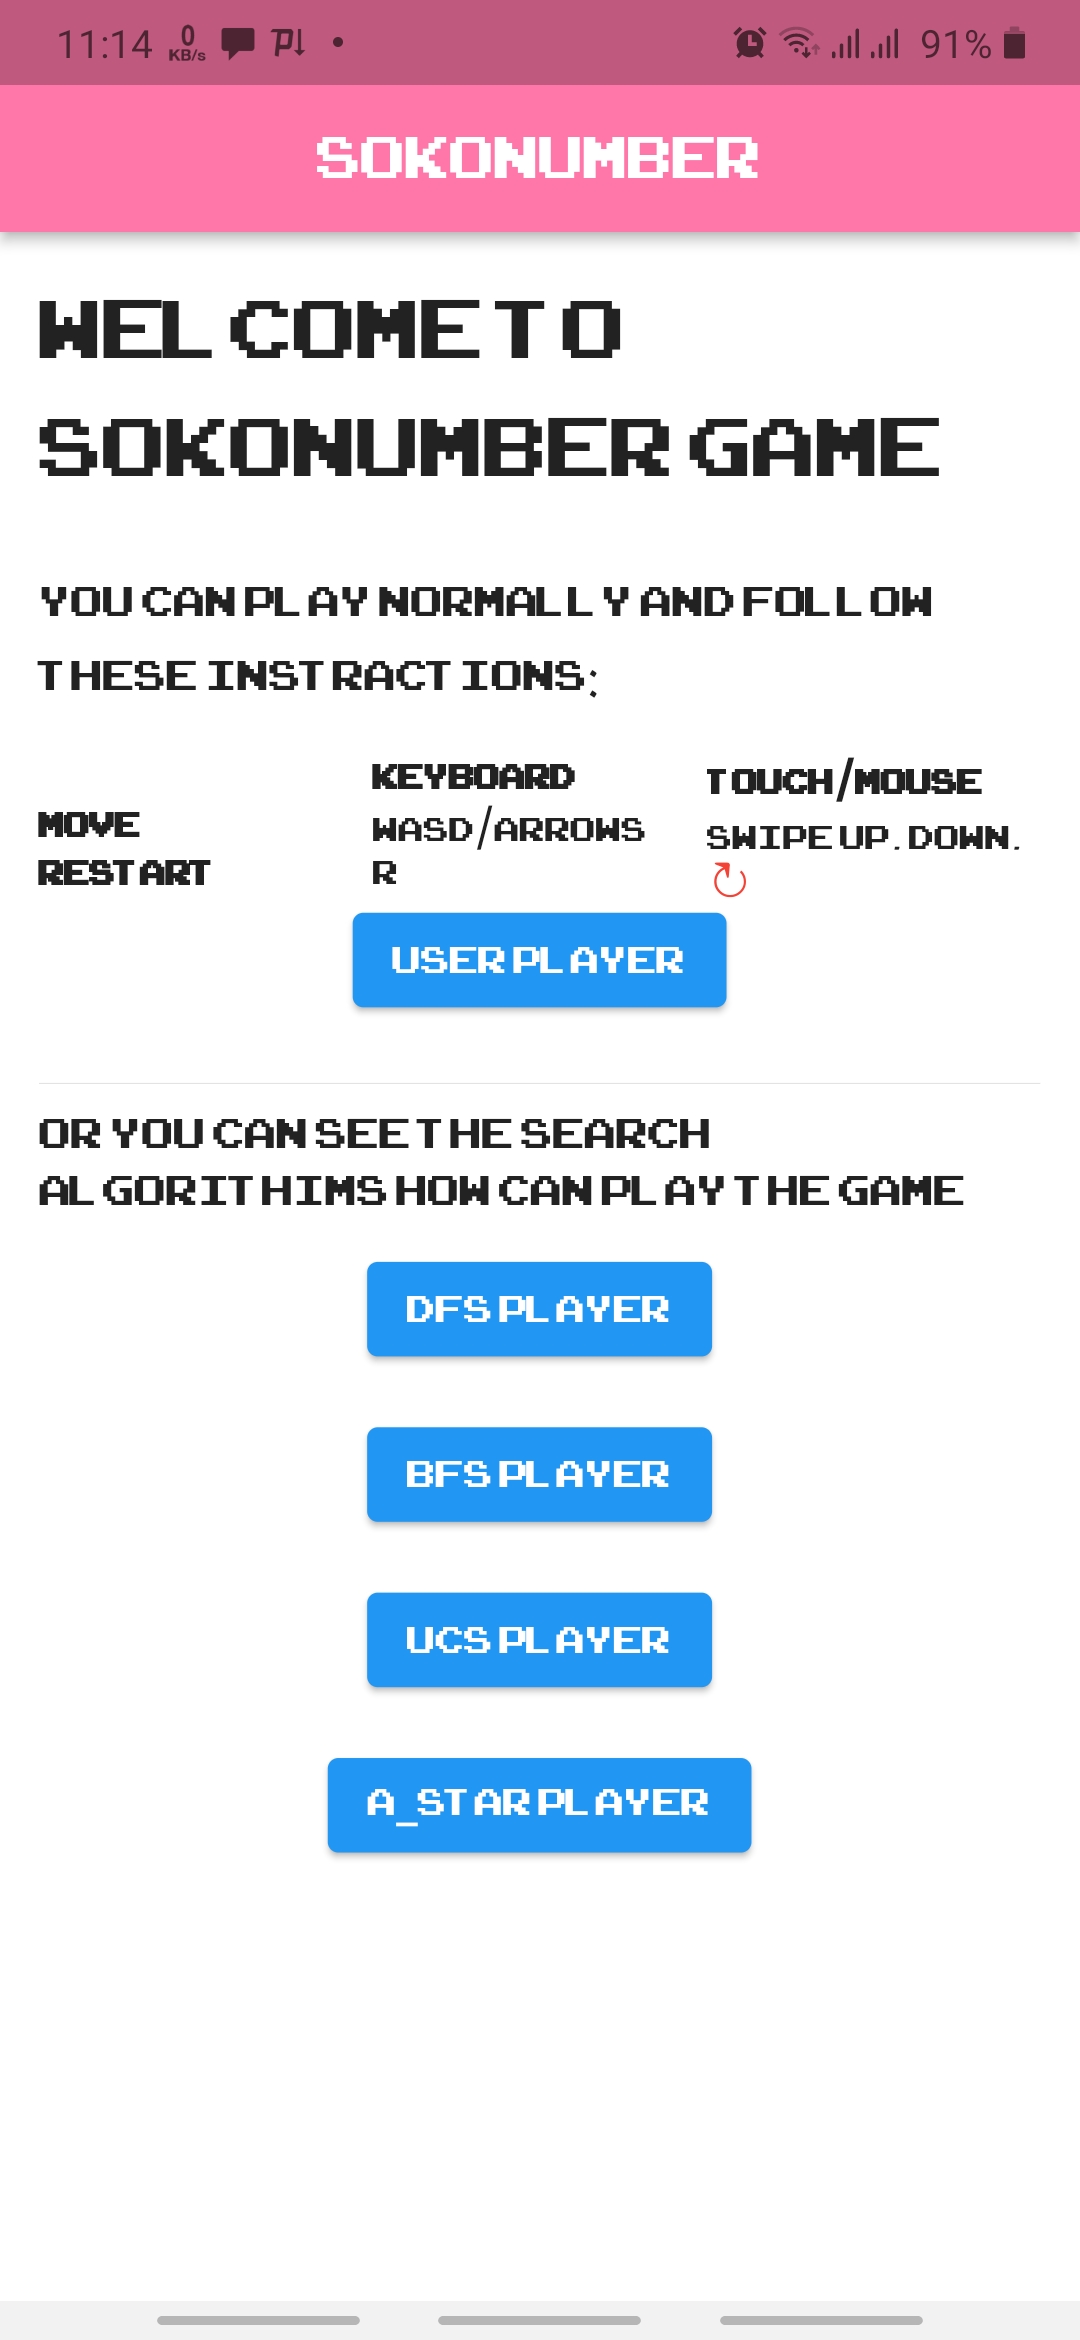 11:14 0 KB/s 91%
SOKONUMBER
WELCOME TO
SOKONUMBER GAME
YOU CAN PLAY NORMALLY AND FOLLOW
THESE INSTRACTIONS:
KEYBOARD TOUCH/MOUSE
MOVE WASD/ARROWS SWIPE UP, DOWN,
RESTART R ↻
USER PLAYER
OR YOU CAN SEE THE SEARCH
ALGORITHIMS HOW CAN PLAY THE GAME
DFS PLAYER
BFS PLAYER
UCS PLAYER
A_STAR PLAYER